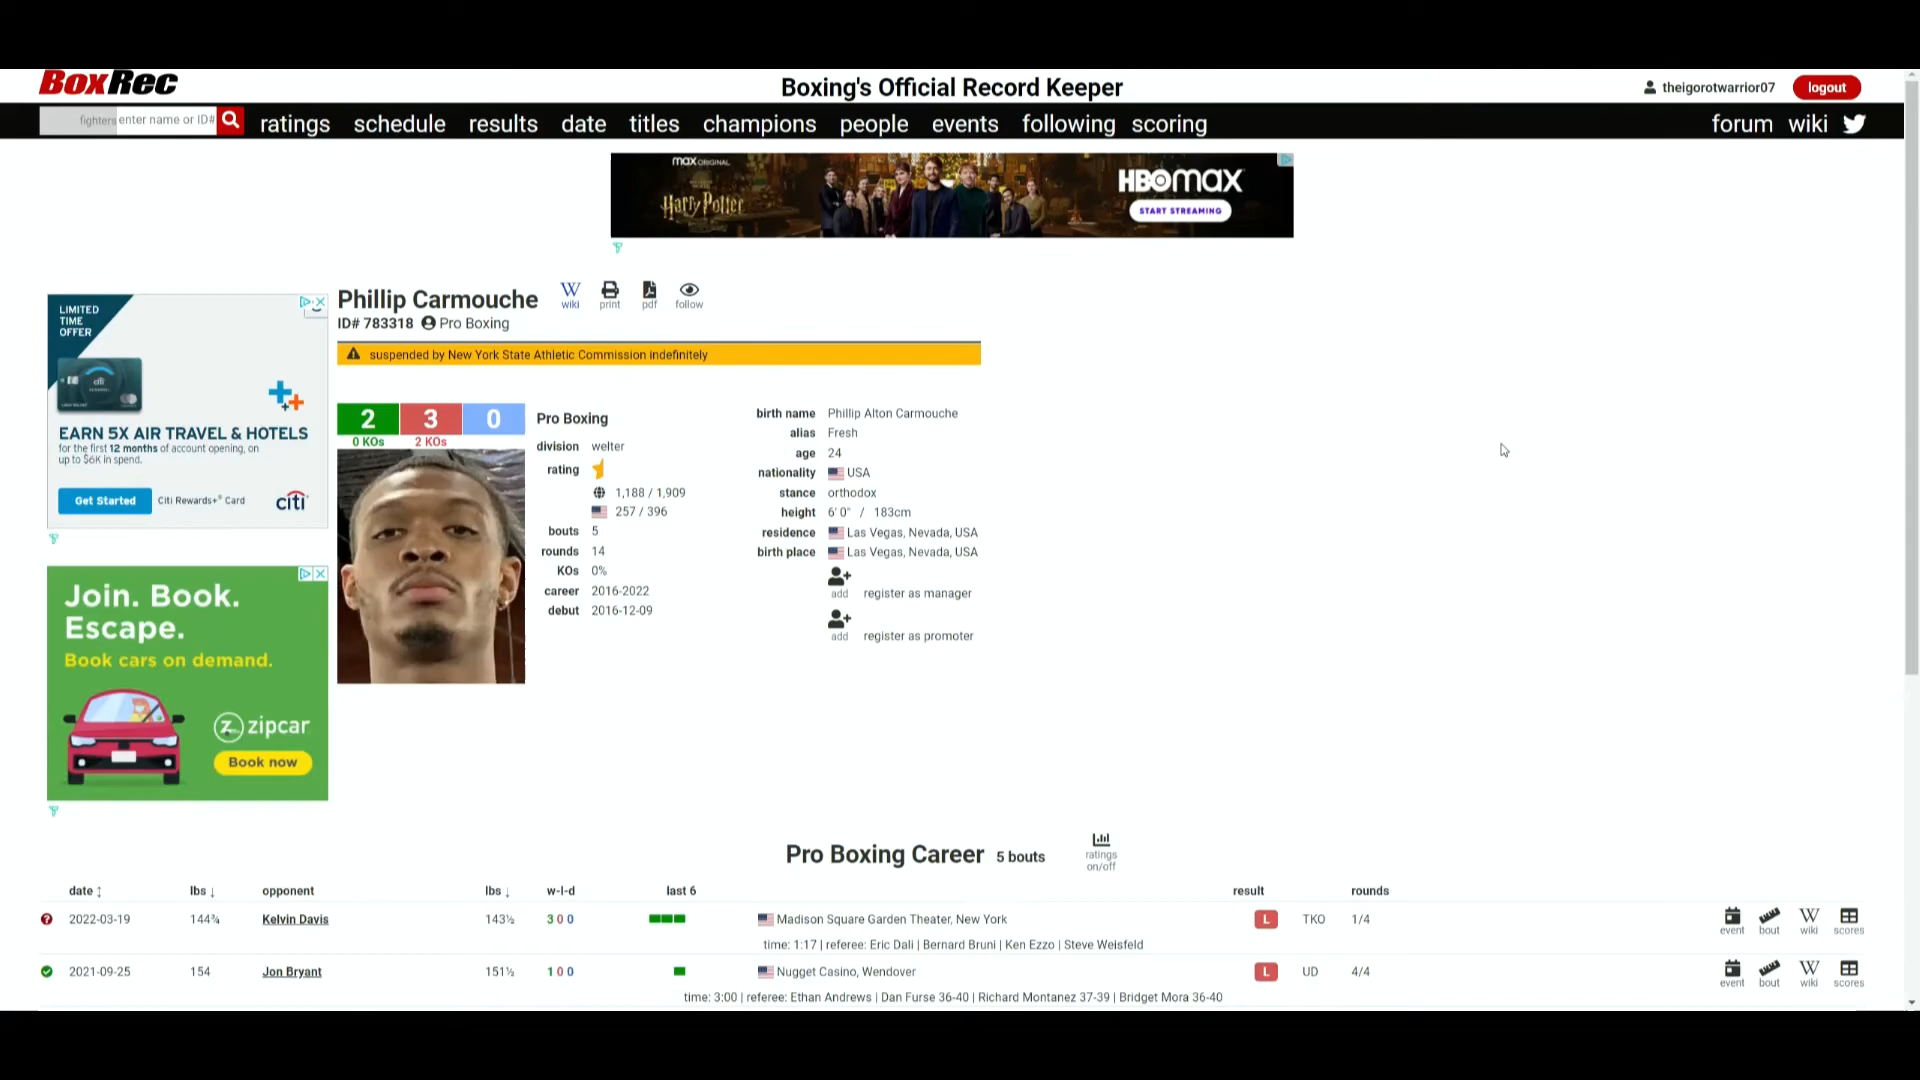 BoxRec
Boxing's Official Record Keeper
theigorotwarrior07
logout
fighters
enter name or ID#
ratings schedule results date titles champions people events following scoring
forum wiki
max ORIGINAL
Harry Potter
HBOmax
START STREAMING
LIMITED
TIME
OFFER
citi
EARN 5X AIR TRAVEL & HOTELS
for the first 12 months of account opening, on
up to $6K in spend.
Get Started
Citi Rewards+® Card
citi
Phillip Carmouche
wiki print pdf follow
ID# 783318 Pro Boxing
suspended by New York State Athletic Commission indefinitely
2 3 0
0 KOs 2 KOs
Pro Boxing
division welter
rating
1,188 / 1,909
257 / 396
bouts 5
rounds 14
KOs 0%
career 2016-2022
debut 2016-12-09
birth name Phillip Alton Carmouche
alias Fresh
age 24
nationality USA
stance orthodox
height 6' 0" / 183cm
residence Las Vegas, Nevada, USA
birth place Las Vegas, Nevada, USA
add register as manager
add register as promoter
Join. Book.
Escape.
Book cars on demand.
zipcar
Book now
Pro Boxing Career 5 bouts
ratings
on/off
date lbs opponent lbs w-l-d last 6 result rounds
2022-03-19 144¾ Kelvin Davis 143½ 3 0 0 Madison Square Garden Theater, New York L TKO 1/4
event bout wiki scores
time: 1:17 | referee: Eric Dali | Bernard Bruni | Ken Ezzo | Steve Weisfeld
2021-09-25 154 Jon Bryant 151½ 1 0 0 Nugget Casino, Wendover L UD 4/4
event bout wiki scores
time: 3:00 | referee: Ethan Andrews | Dan Furse 36-40 | Richard Montanez 37-39 | Bridget Mora 36-40